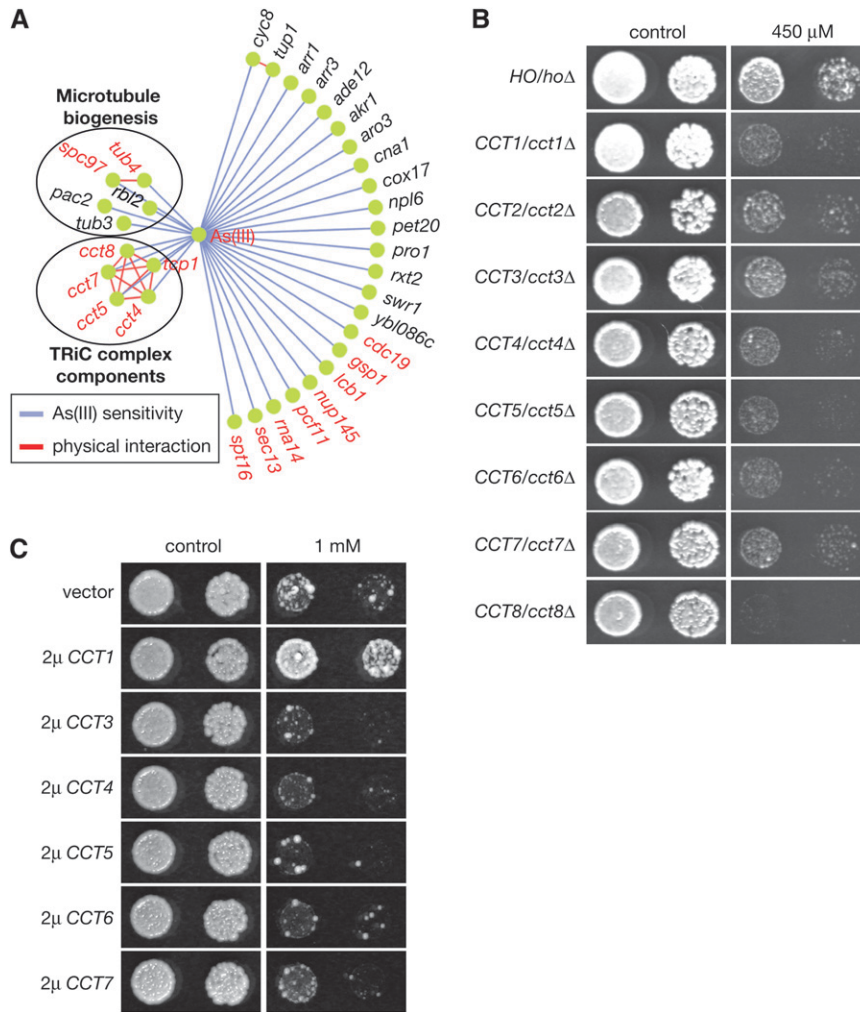 A
cyc8
tup1
arr1
arr3
ade12
akr1
aro3
cna1
cox17
npl6
pet20
pro1
rxt2
swr1
ybl086c
cdc19
gsp1
lcb1
nup145
pcf11
rna14
sec13
spt16
Microtubule
biogenesis
spc97
tub4
rbl2
pac2
tub3
As(III)
cct8
tcp1
cct7
cct5
cct4
TRiC complex
components
As(III) sensitivity
physical interaction
B
control 450 μM
HO/hoΔ
CCT1/cct1Δ
CCT2/cct2Δ
CCT3/cct3Δ
CCT4/cct4Δ
CCT5/cct5Δ
CCT6/cct6Δ
CCT7/cct7Δ
CCT8/cct8Δ
C
control 1 mM
vector
2μ CCT1
2μ CCT3
2μ CCT4
2μ CCT5
2μ CCT6
2μ CCT7